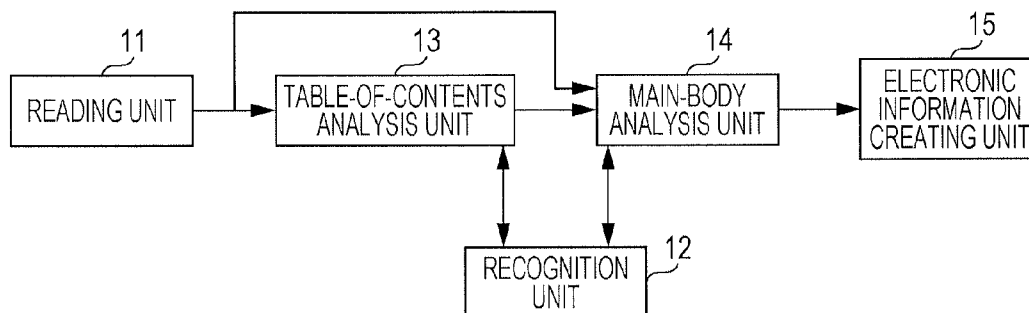 11
READING UNIT
13
TABLE-OF-CONTENTS
ANALYSIS UNIT
14
MAIN-BODY
ANALYSIS UNIT
15
ELECTRONIC
INFORMATION
CREATING UNIT
12
RECOGNITION
UNIT